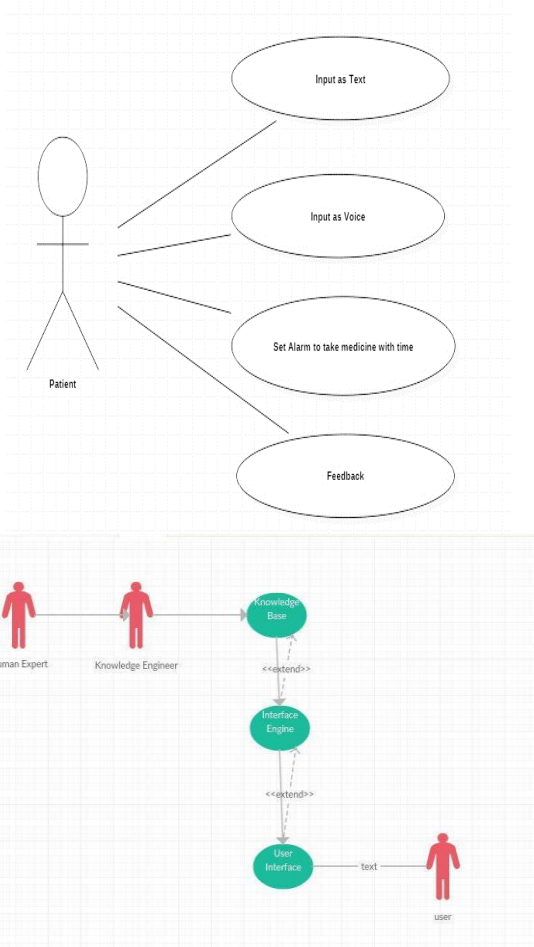 Input as Text
Input as Voice
Set Alarm to take medicine with time
Patient
Feedback
Knowledge
Base
uman Expert
Knowledge Engineer
<<extend>>
Interface
Engine
<<extend>>
User
Interface
text
user